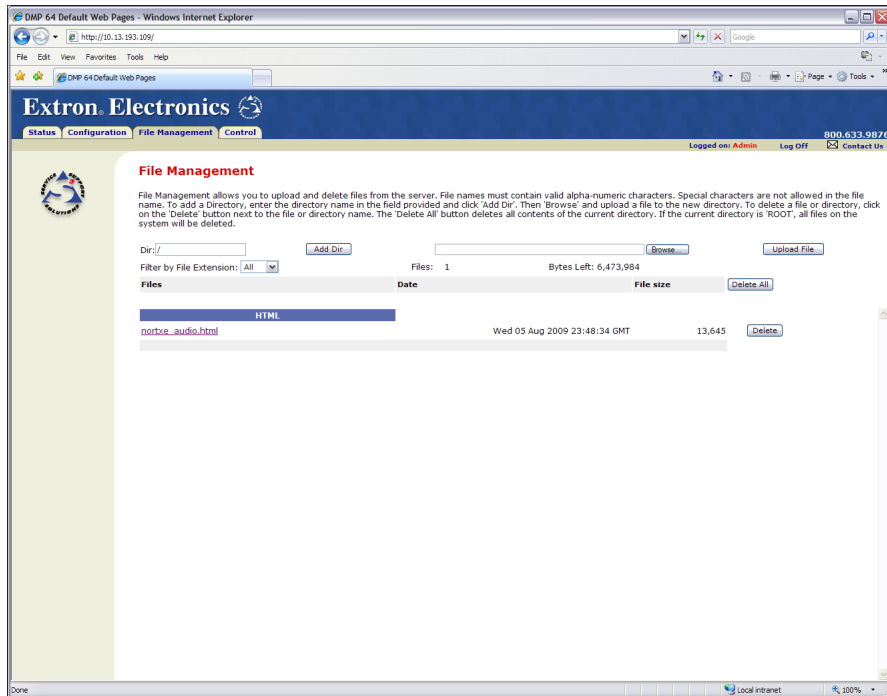 DMP 64 Default Web Pages - Windows Internet Explorer
http://10.13.193.109/
Google
File Edit View Favorites Tools Help
DMP 64 Default Web Pages
Page Tools
Extron® Electronics
Status Configuration File Management Control
800.633.9876
Logged on: Admin Log Off Contact Us
SERVICE SUPPORT SOLUTIONS
File Management
File Management allows you to upload and delete files from the server. File names must contain valid alpha-numeric characters. Special characters are not allowed in the file
name. To add a Directory, enter the directory name in the field provided and click 'Add Dir'. Then 'Browse' and upload a file to the new directory. To delete a file or directory, click
on the 'Delete' button next to the file or directory name. The 'Delete All' button deletes all contents of the current directory. If the current directory is 'ROOT', all files on the
system will be deleted.
Dir: / Add Dir Browse... Upload File
Filter by File Extension: All Files: 1 Bytes Left: 6,473,984
Files Date File size Delete All
HTML
nortxe_audio.html Wed 05 Aug 2009 23:48:34 GMT 13,645 Delete
Done Local intranet 100%